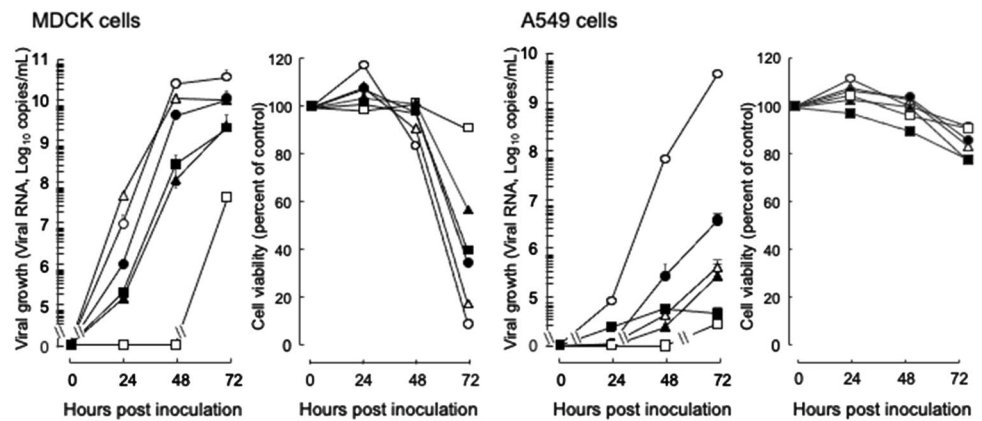 MDCK cells
A549 cells
Viral growth (Viral RNA, Log10 copies/mL)
11
10
9
8
7
6
5
0
0 24 48 72
Hours post inoculation
Cell viability (percent of control)
120
100
80
60
40
20
0
0 24 48 72
Hours post inoculation
Viral growth (Viral RNA, Log10 copies/mL)
10
9
8
7
6
5
0
0 24 48 72
Hours post inoculation
Cell viability (percent of control)
120
100
80
60
40
20
0
0 24 48 72
Hours post inoculation